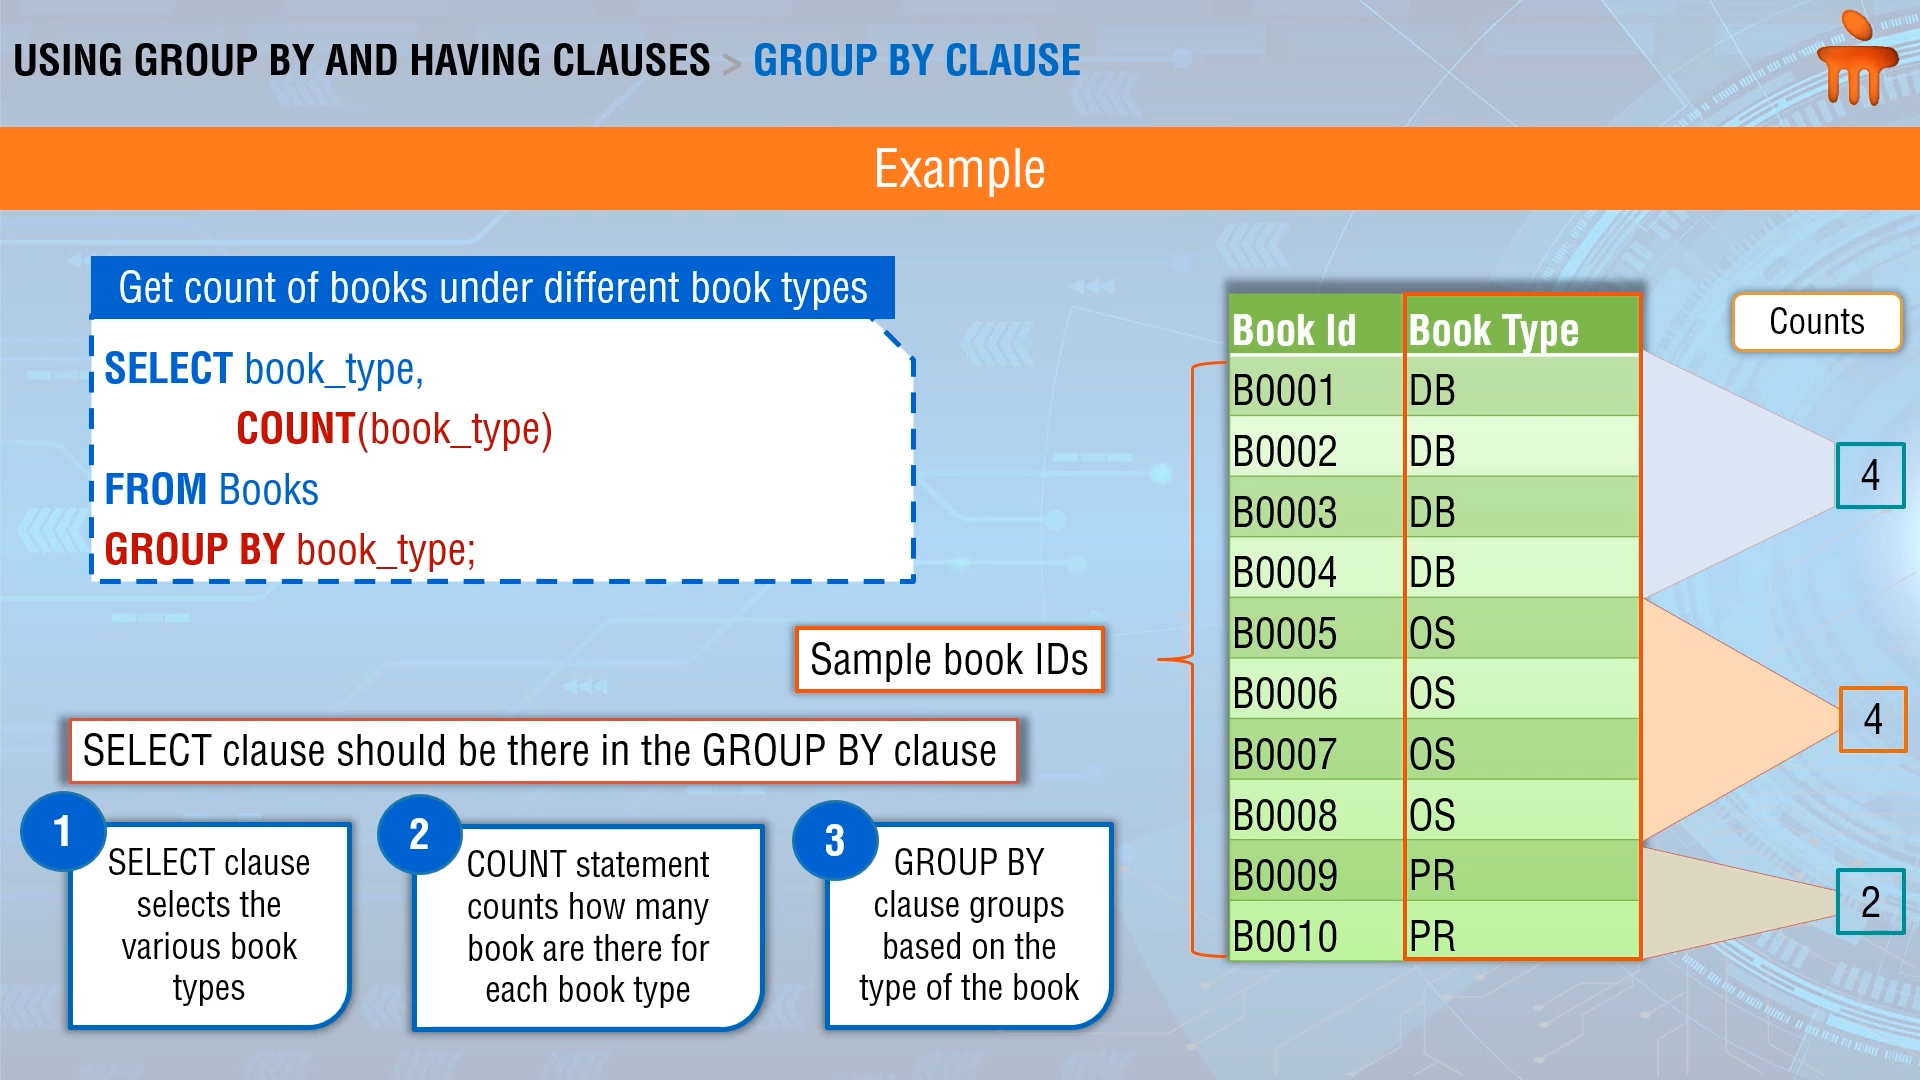 USING GROUP BY AND HAVING CLAUSES > GROUP BY CLAUSE
Example
Get count of books under different book types
SELECT book_type,
COUNT(book_type)
FROM Books
GROUP BY book_type;
Sample book IDs
SELECT clause should be there in the GROUP BY clause
1
SELECT clause
selects the
various book
types
2
COUNT statement
counts how many
book are there for
each book type
3
GROUP BY
clause groups
based on the
type of the book
Book Id Book Type
B0001 DB
B0002 DB
B0003 DB
B0004 DB
B0005 OS
B0006 OS
B0007 OS
B0008 OS
B0009 PR
B0010 PR
Counts
4
4
2